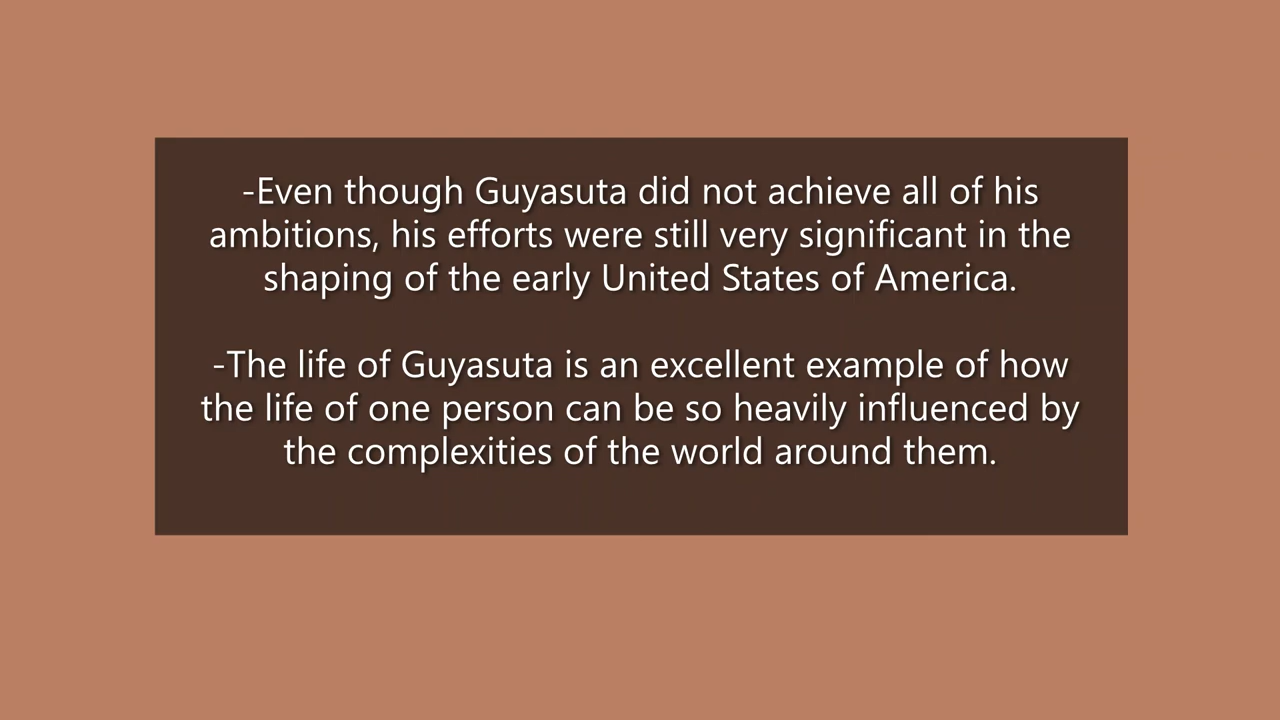 -Even though Guyasuta did not achieve all of his
ambitions, his efforts were still very significant in the
shaping of the early United States of America.
-The life of Guyasuta is an excellent example of how
the life of one person can be so heavily influenced by
the complexities of the world around them.